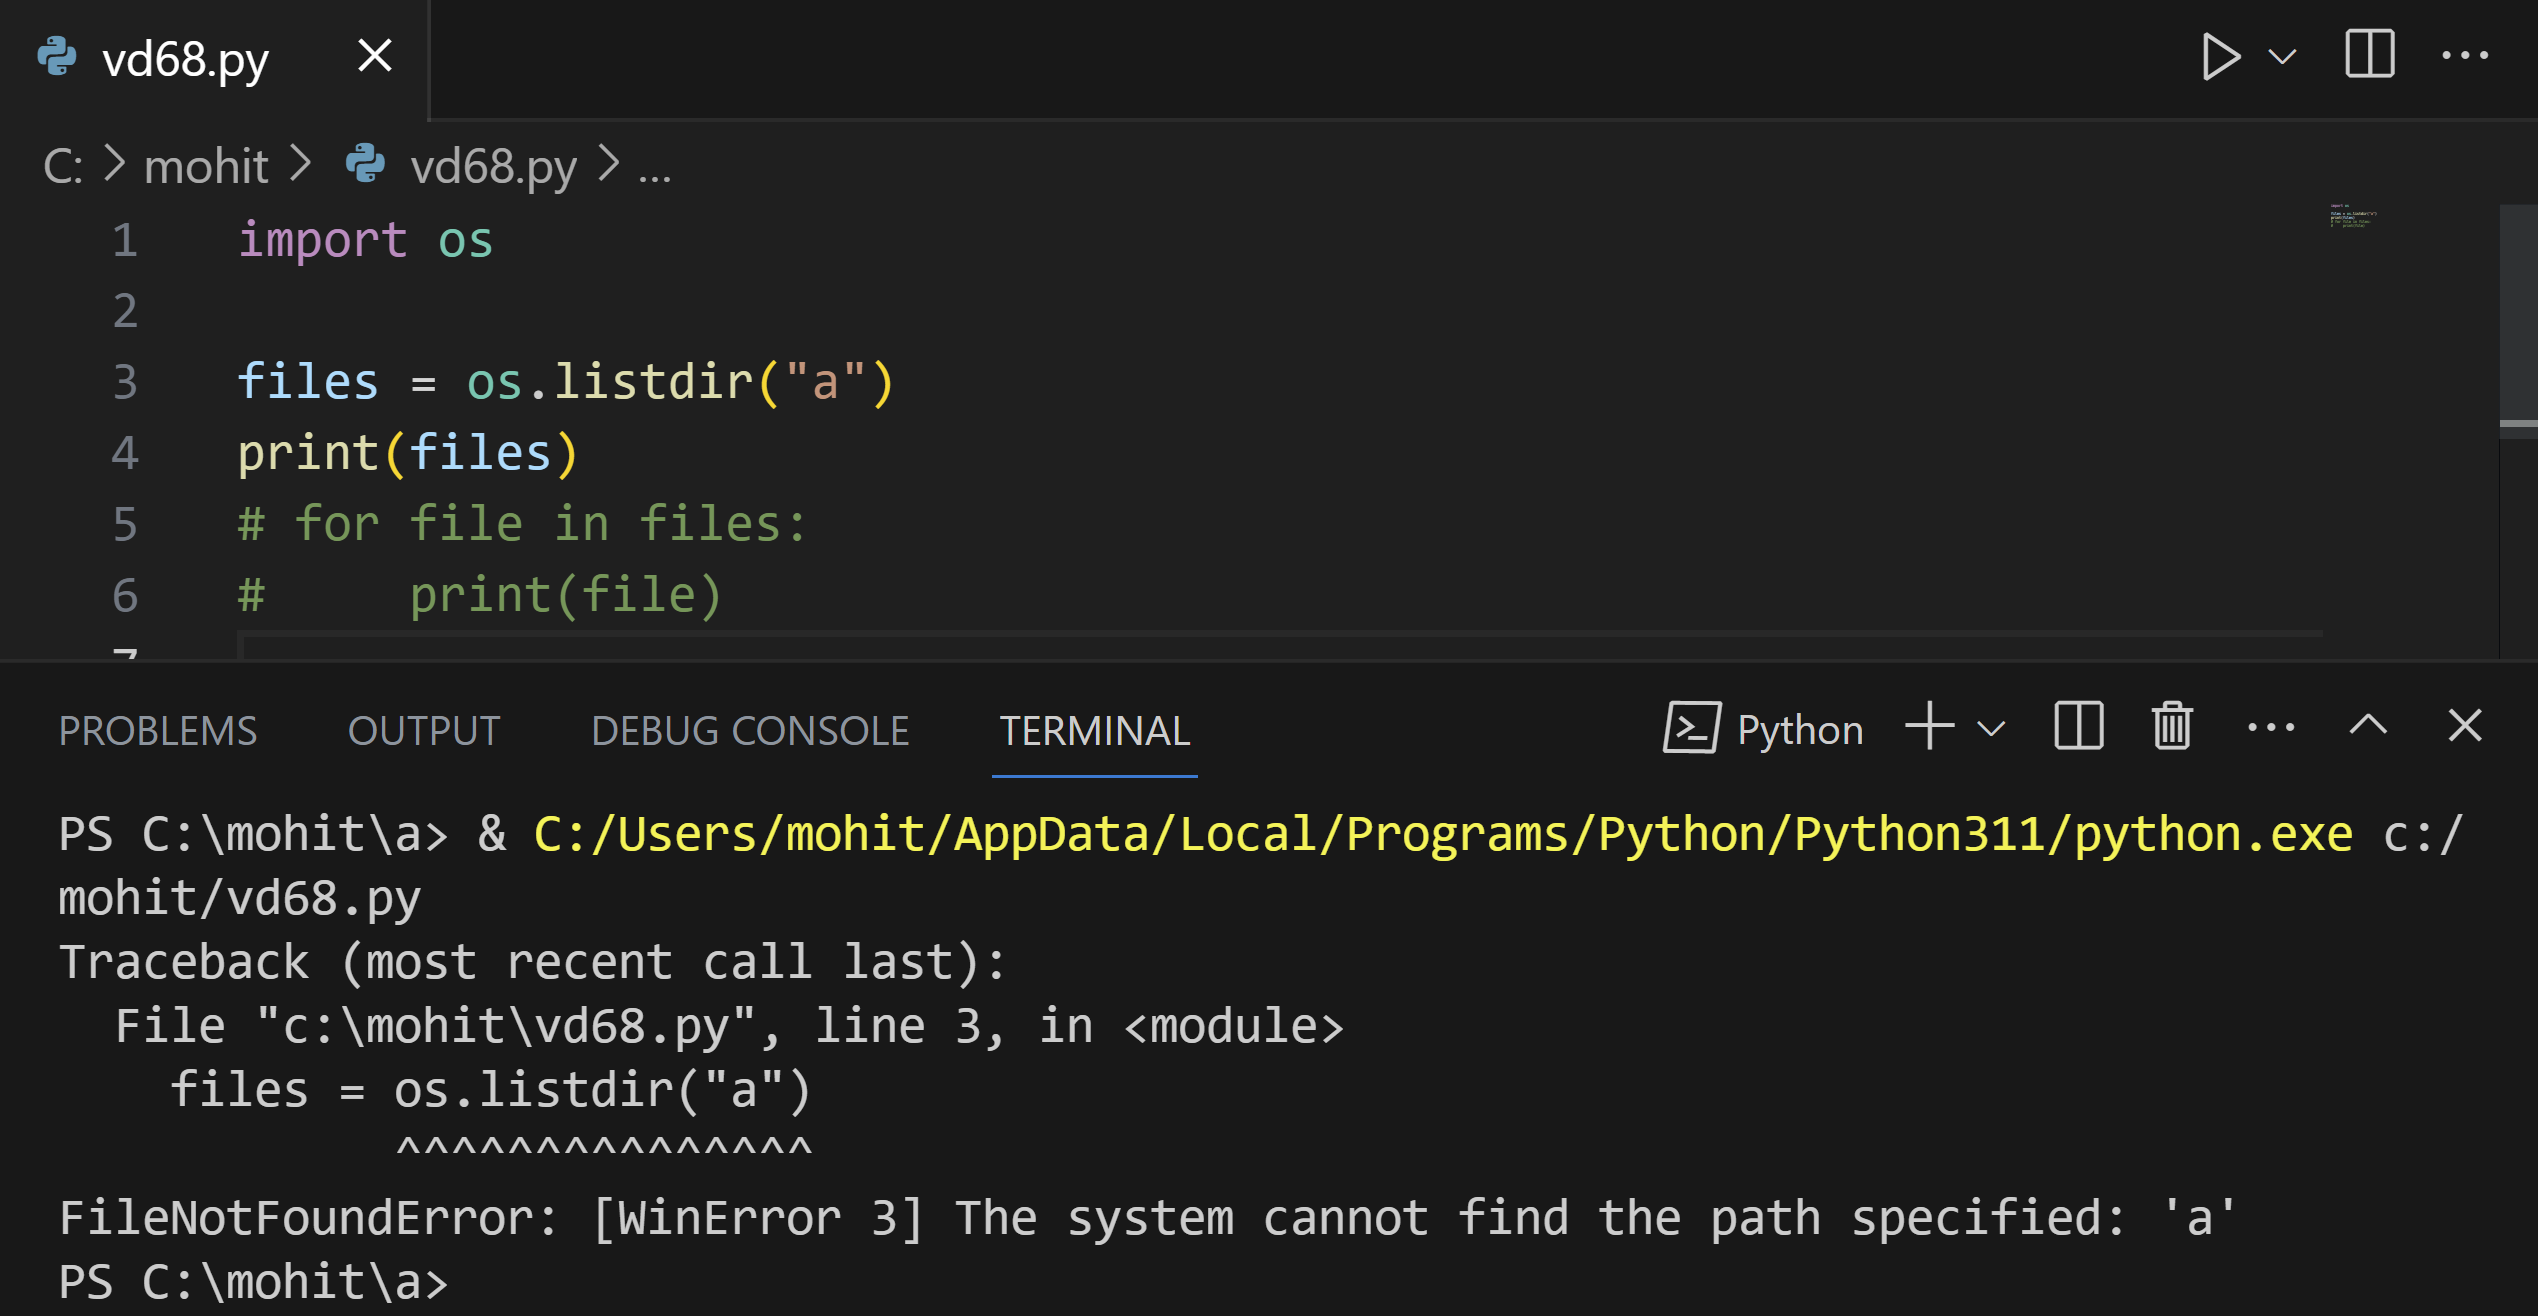 vd68.py
C: > mohit > vd68.py > ...
1 import os
2
3 files = os.listdir("a")
4 print(files)
5 # for file in files:
6 #     print(file)
7
PROBLEMS OUTPUT DEBUG CONSOLE TERMINAL Python
PS C:\mohit\a> & C:/Users/mohit/AppData/Local/Programs/Python/Python311/python.exe c:/
mohit/vd68.py
Traceback (most recent call last):
  File "c:\mohit\vd68.py", line 3, in <module>
    files = os.listdir("a")
            ^^^^^^^^^^^^^^^
FileNotFoundError: [WinError 3] The system cannot find the path specified: 'a'
PS C:\mohit\a>